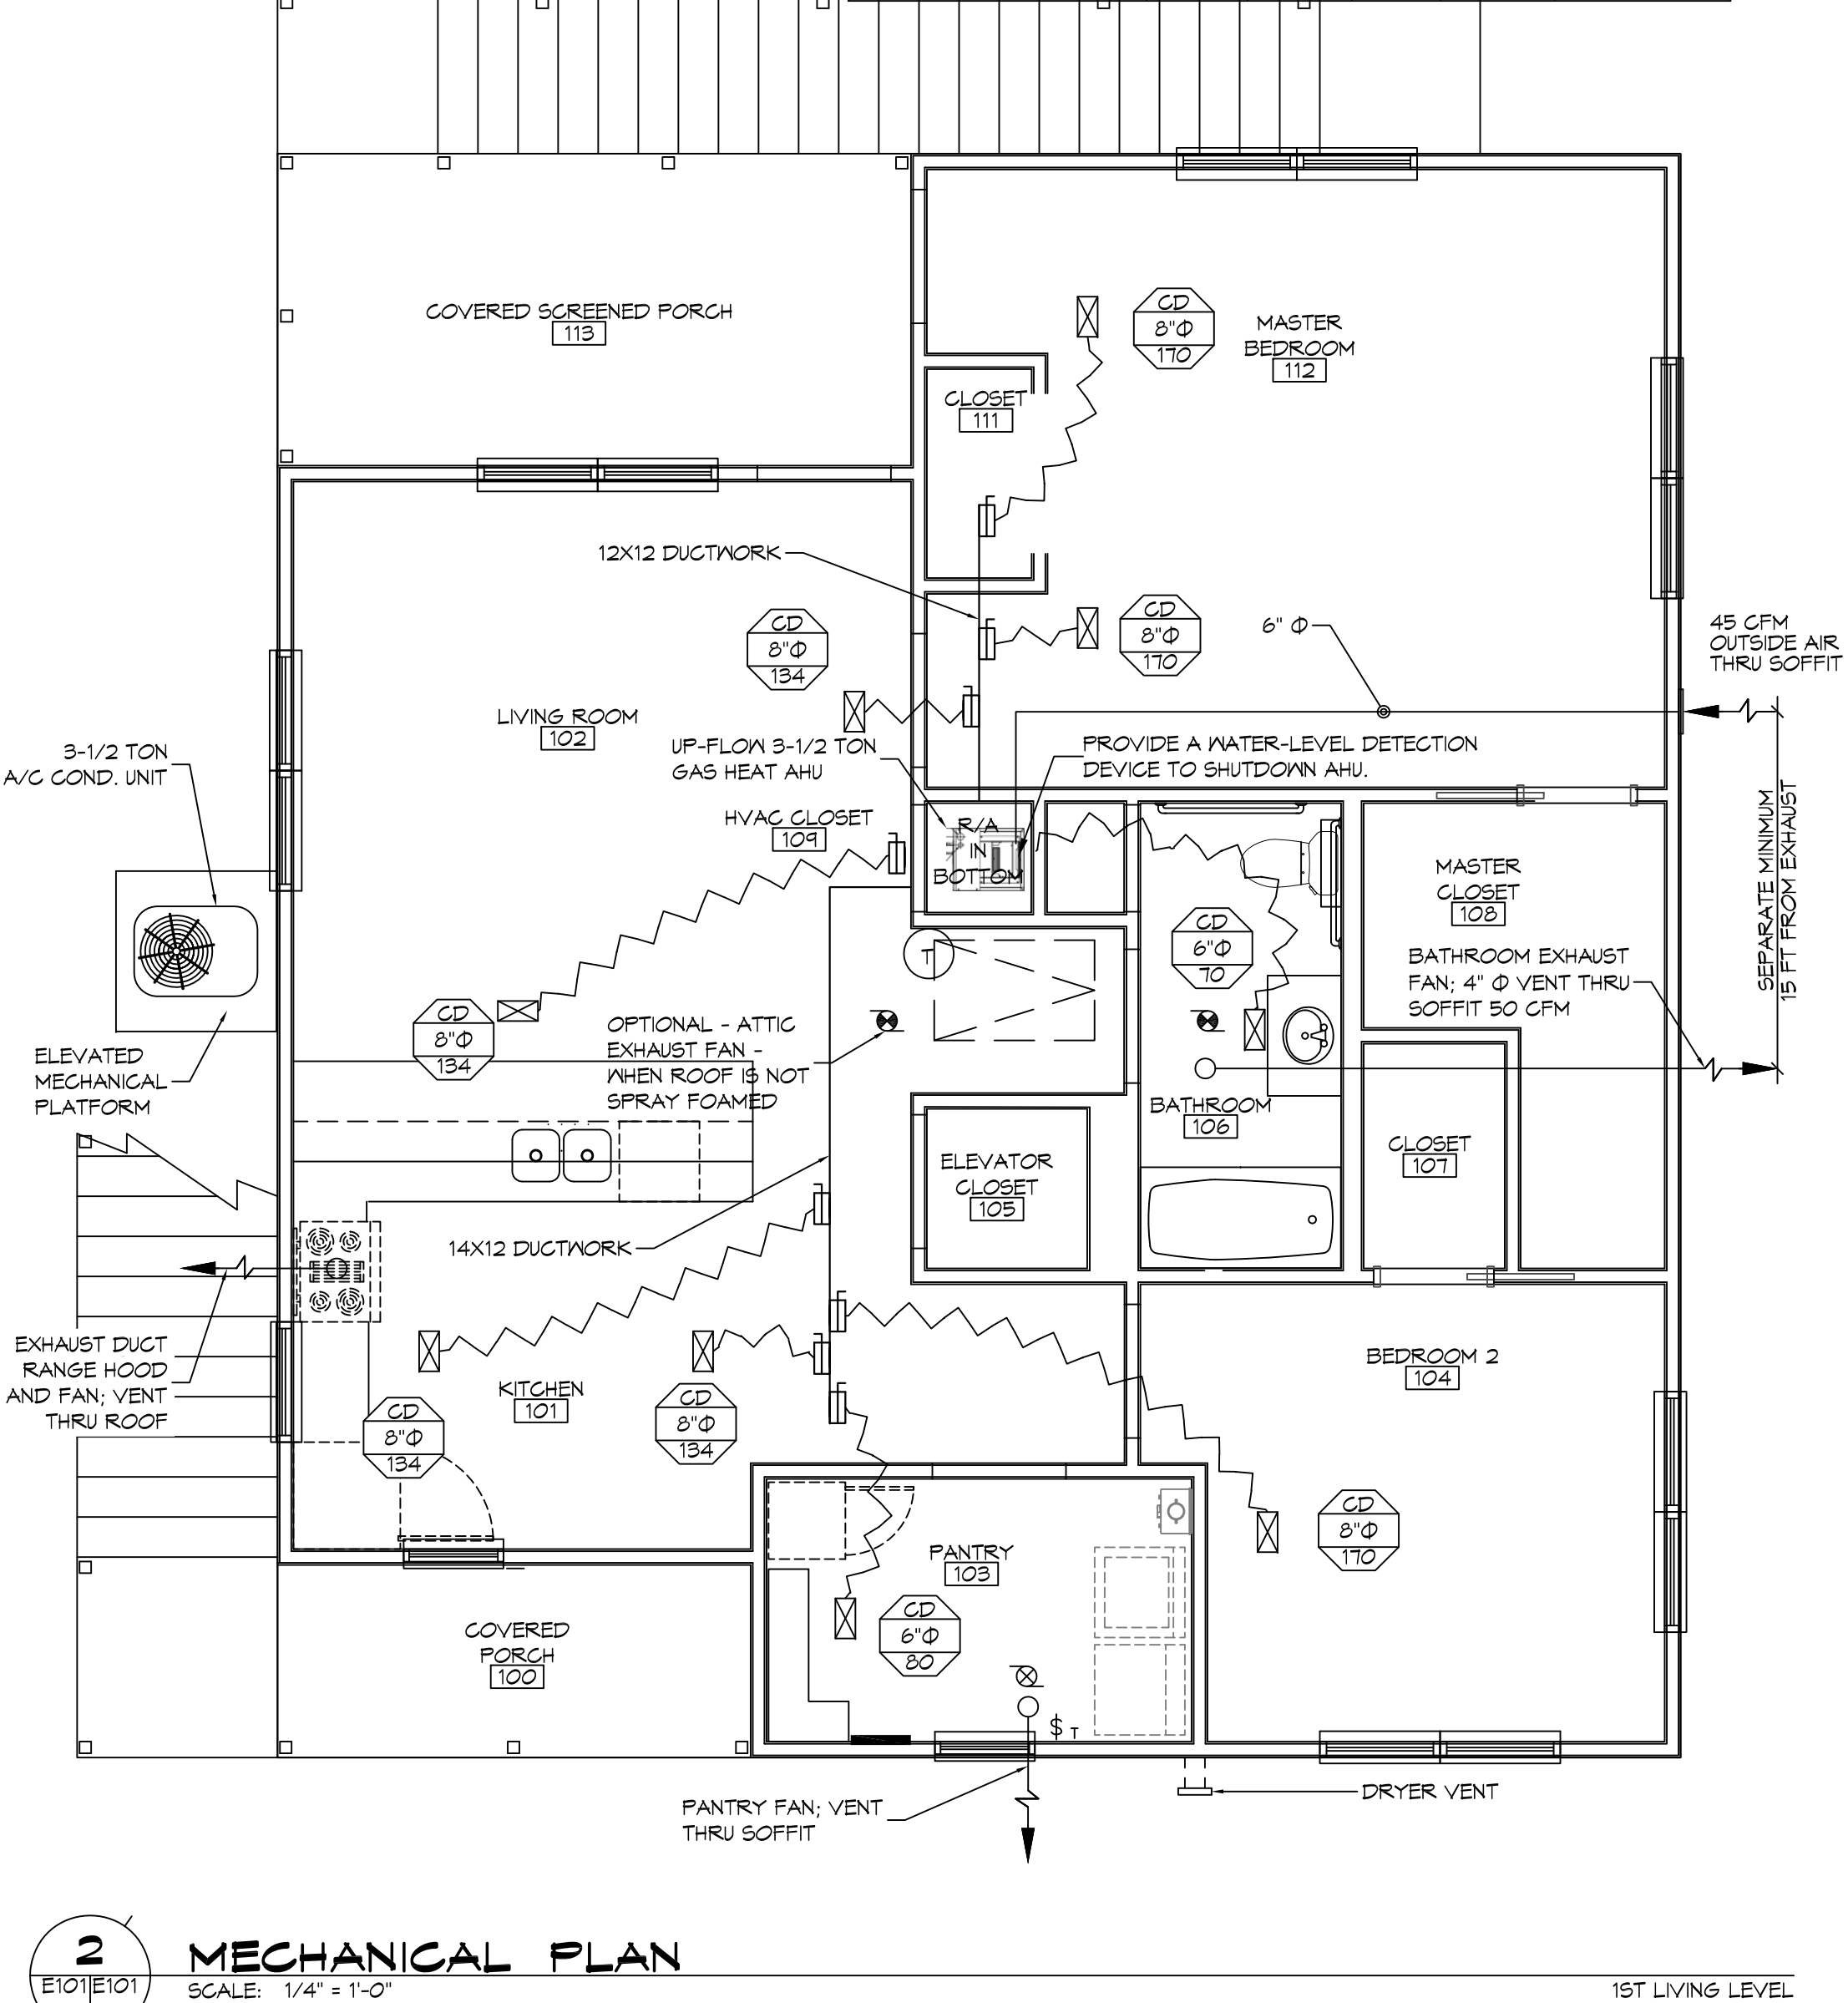 COVERED SCREENED PORCH
113
CD
8"Φ
170
MASTER
BEDROOM
112
CLOSET
111
12X12 DUCTWORK
CD
8"Φ
134
CD
8"Φ
170
6" Φ
45 CFM
OUTSIDE AIR
THRU SOFFIT
LIVING ROOM
102
3-1/2 TON
A/C COND. UNIT
UP-FLOW 3-1/2 TON
GAS HEAT AHU
PROVIDE A WATER-LEVEL DETECTION
DEVICE TO SHUTDOWN AHU.
HVAC CLOSET
109
R/A
IN
BOTTOM
MASTER
CLOSET
108
SEPARATE MINIMUM
15 FT FROM EXHAUST
T
CD
6"Φ
70
BATHROOM EXHAUST
FAN; 4" Φ VENT THRU
SOFFIT 50 CFM
CD
8"Φ
134
OPTIONAL - ATTIC
EXHAUST FAN -
WHEN ROOF IS NOT
SPRAY FOAMED
ELEVATED
MECHANICAL
PLATFORM
BATHROOM
106
ELEVATOR
CLOSET
105
CLOSET
107
14X12 DUCTWORK
EXHAUST DUCT
RANGE HOOD
AND FAN; VENT
THRU ROOF
KITCHEN
101
CD
8"Φ
134
CD
8"Φ
134
BEDROOM 2
104
CD
8"Φ
170
PANTRY
103
CD
6"Φ
80
COVERED
PORCH
100
$ T
PANTRY FAN; VENT
THRU SOFFIT
DRYER VENT
2
E101 E101
MECHANICAL PLAN
SCALE: 1/4" = 1'-0"
1ST LIVING LEVEL